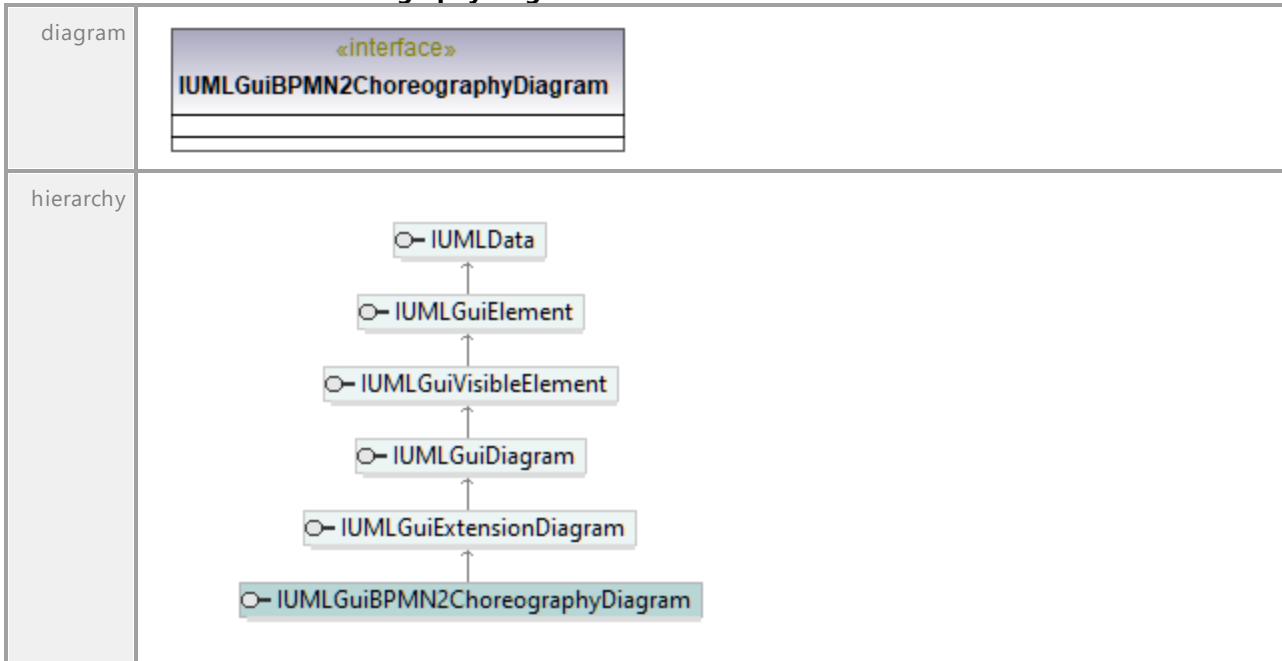 diagram
«interface»
IUMLGuiBPMN2ChoreographyDiagram
hierarchy
IUMLData
IUMLGuiElement
IUMLGuiVisibleElement
IUMLGuiDiagram
IUMLGuiExtensionDiagram
IUMLGuiBPMN2ChoreographyDiagram